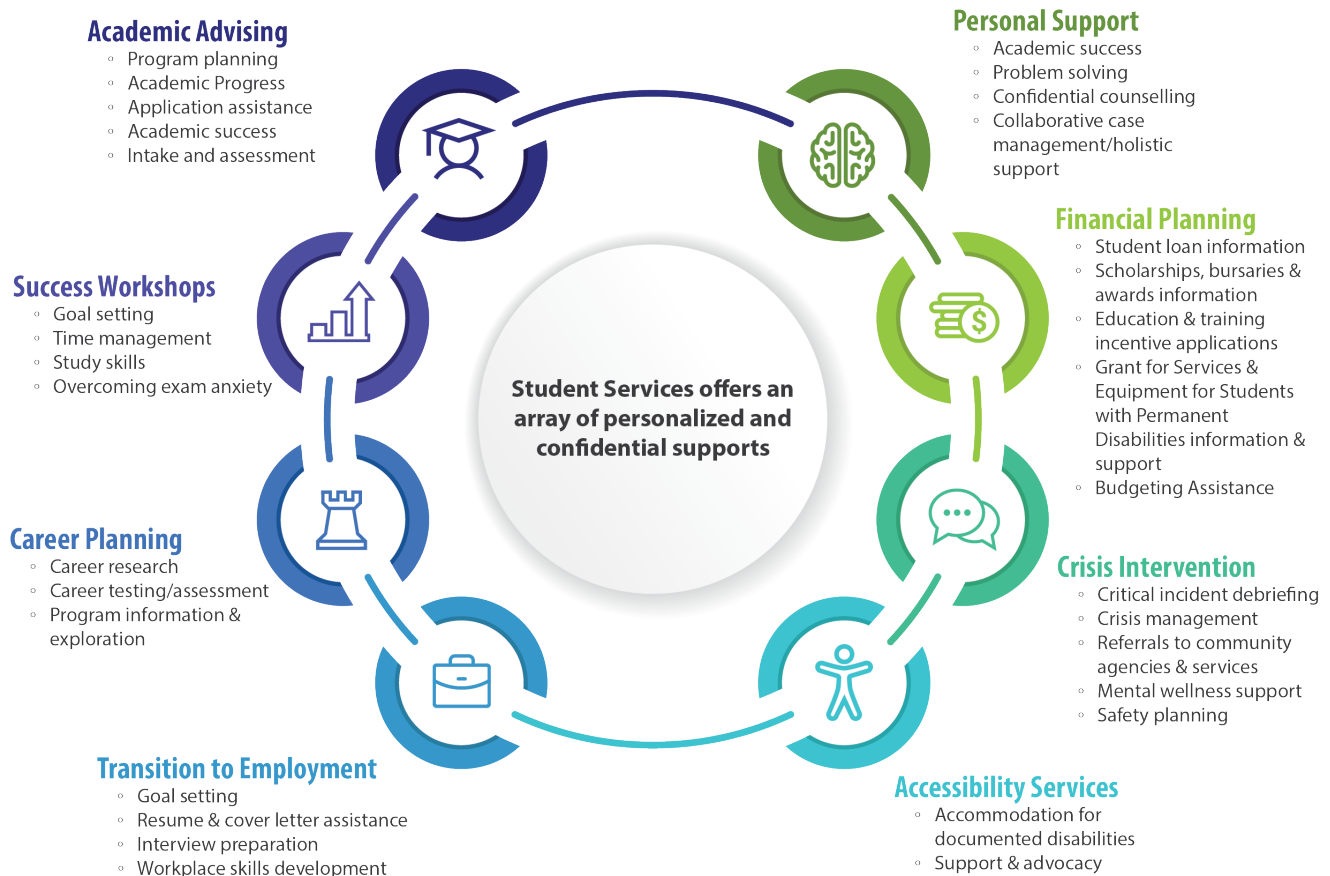 Academic Advising
◦ Program planning
◦ Academic Progress
◦ Application assistance
◦ Academic success
◦ Intake and assessment
Personal Support
◦ Academic success
◦ Problem solving
◦ Confidential counselling
◦ Collaborative case
management/holistic
support
Financial Planning
◦ Student loan information
◦ Scholarships, bursaries &
awards information
◦ Education & training
incentive applications
◦ Grant for Services &
Equipment for Students
with Permanent
Disabilities information &
support
◦ Budgeting Assistance
$
Success Workshops
◦ Goal setting
◦ Time management
◦ Study skills
◦ Overcoming exam anxiety
Student Services offers an
array of personalized and
confidential supports
Career Planning
◦ Career research
◦ Career testing/assessment
◦ Program information &
exploration
Crisis Intervention
◦ Critical incident debriefing
◦ Crisis management
◦ Referrals to community
agencies & services
◦ Mental wellness support
◦ Safety planning
Transition to Employment
◦ Goal setting
◦ Resume & cover letter assistance
◦ Interview preparation
◦ Workplace skills development
Accessibility Services
◦ Accommodation for
documented disabilities
◦ Support & advocacy